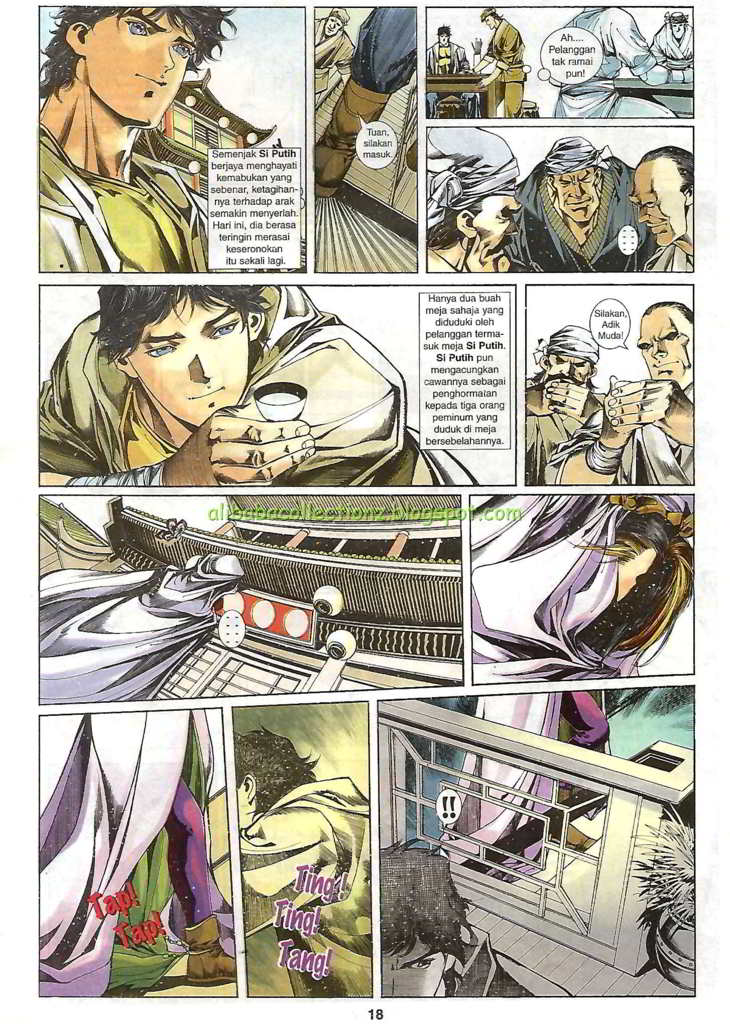 Semenjak Si Putih
berjaya menghayati
kemabukan yang
sebenar, ketagihan-
nya terhadap arak
semakin menyerlah.
Hari ini, dia berasa
teringin merasai
keseronokan
itu sekali lagi.
Tuan,
silakan
masuk.
Ah....
Pelanggan
tak ramai
pun!
Hanya dua buah
meja sahaja yang
diduduki oleh
pelanggan terma-
suk meja Si Putih.
Si Putih pun
mengacungkan
cawannya sebagai
penghormatan
kepada tiga orang
peminum yang
duduk di meja
bersebelahannya.
Silakan,
Adik
Muda!
alibabacollectionz.blogspot.com
Tap!
Tap!
Ting!
Ting!
Tang!
!!
18